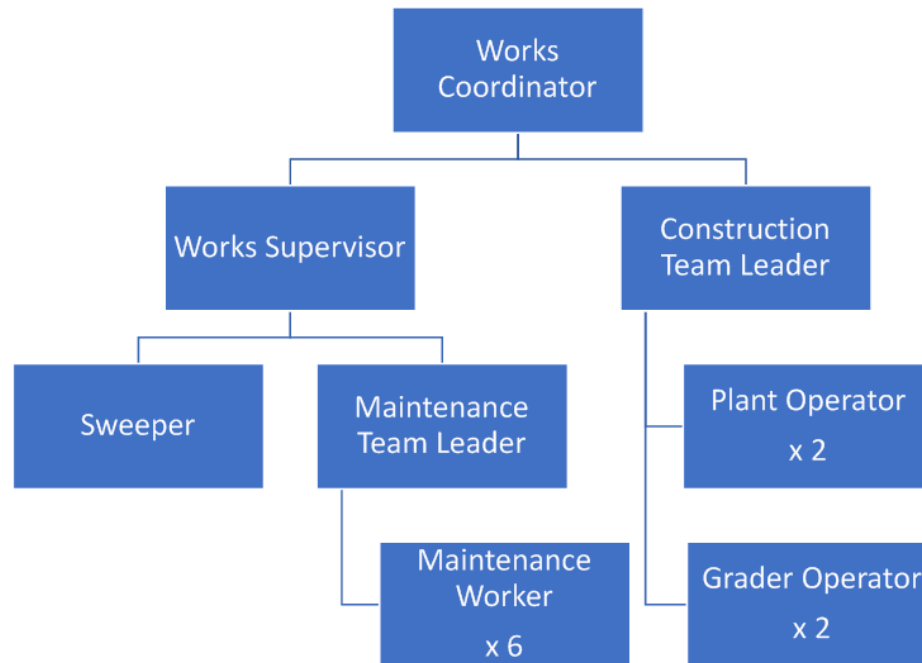 Works
Coordinator
Works Supervisor
Construction
Team Leader
Sweeper
Maintenance
Team Leader
Plant Operator
x 2
Maintenance
Worker
x 6
Grader Operator
x 2